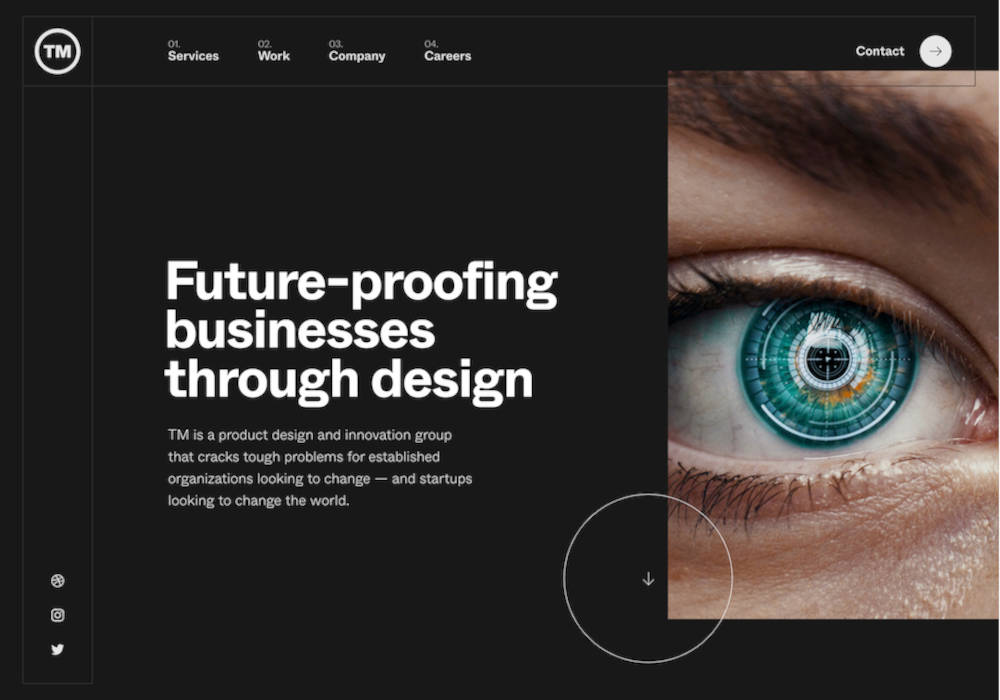 TM
01.
Services
02.
Work
03.
Company
04.
Careers
Contact
Future-proofing
businesses
through design
TM is a product design and innovation group
that cracks tough problems for established
organizations looking to change — and startups
looking to change the world.